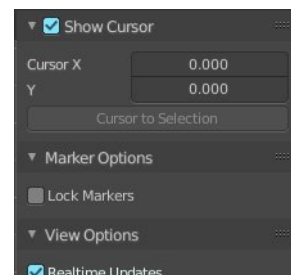 Show Cursor
Cursor X 0.000
Y 0.000
Cursor to Selection
Marker Options
Lock Markers
View Options
Realtime Updates